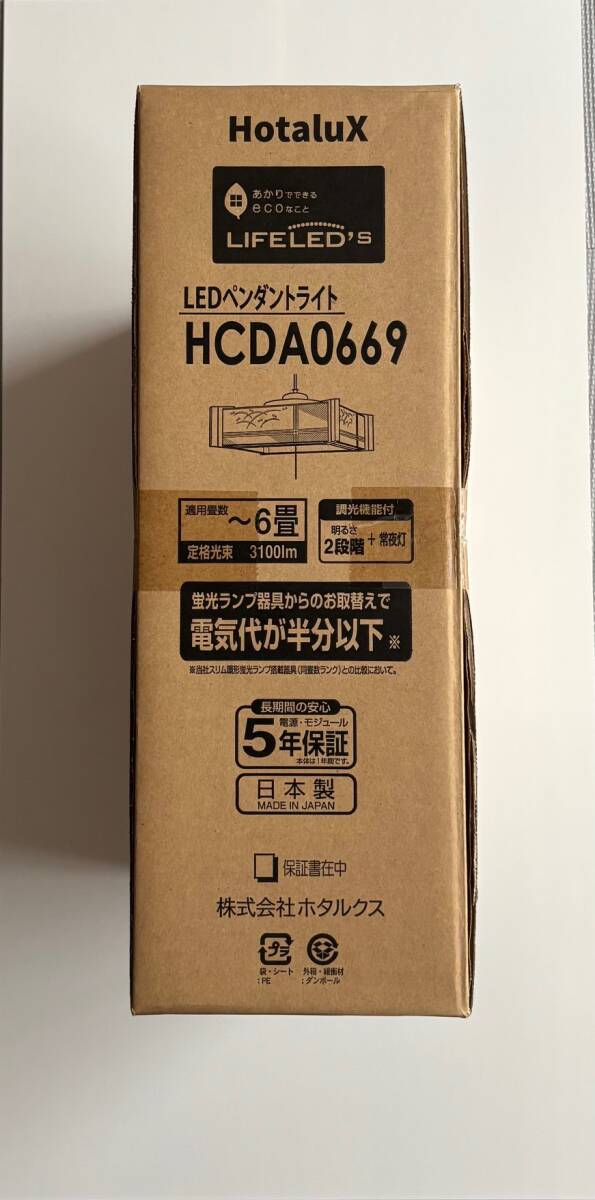 HotaluX
あかりでできる
ecoなこと
LIFELED'S
LEDペンダントライト
HCDA0669
適用畳数
～6畳
定格光束 3100lm
調光機能付
明るさ
2段階 + 常夜灯
蛍光ランプ器具からのお取替えで
電気代が半分以下※
※当社スリム環形蛍光ランプ搭載器具(同畳数ランク)との比較において。
長期間の安心
電源・モジュール
5年保証
本体は1年間です。
日本製
MADE IN JAPAN
保証書在中
株式会社ホタルクス
プラ
袋・シート
:PE
外箱・緩衝材
:ダンボール